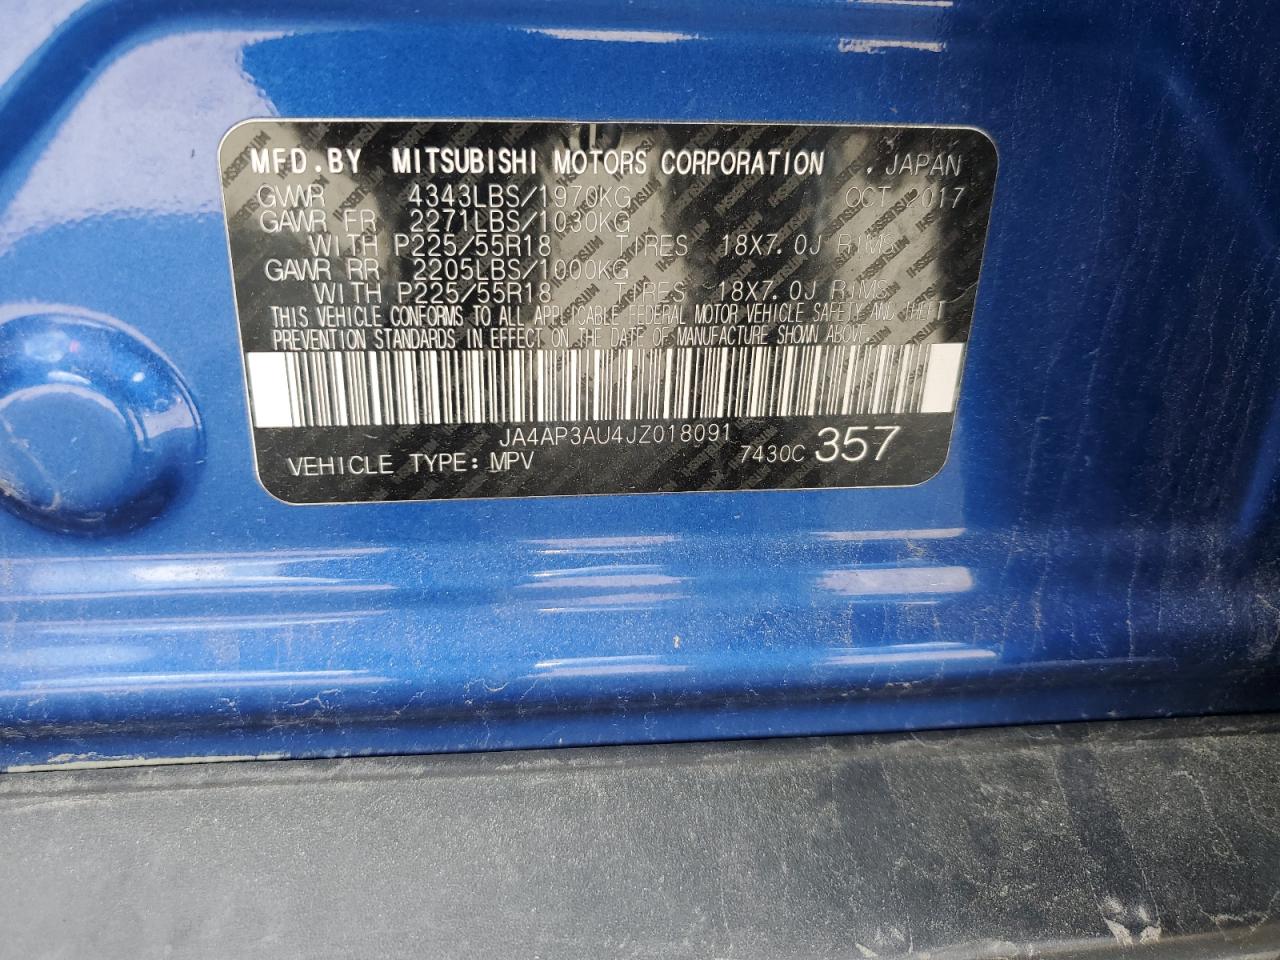 MFD.BY MITSUBISHI MOTORS CORPORATION . JAPAN
GVWR 4343LBS/1970KG OCT 2017
GAWR FR 2271LBS/1030KG
WITH P225/55R18 TIRES 18X7.0J RIMS
GAWR RR 2205LBS/1000KG
WITH P225/55R18 TIRES 18X7.0J RIMS
THIS VEHICLE CONFORMS TO ALL APPLICABLE FEDERAL MOTOR VEHICLE SAFETY AND THEFT
PREVENTION STANDARDS IN EFFECT ON THE DATE OF MANUFACTURE SHOWN ABOVE.
JA4AP3AU4JZ018091
VEHICLE TYPE: MPV 7430C 357